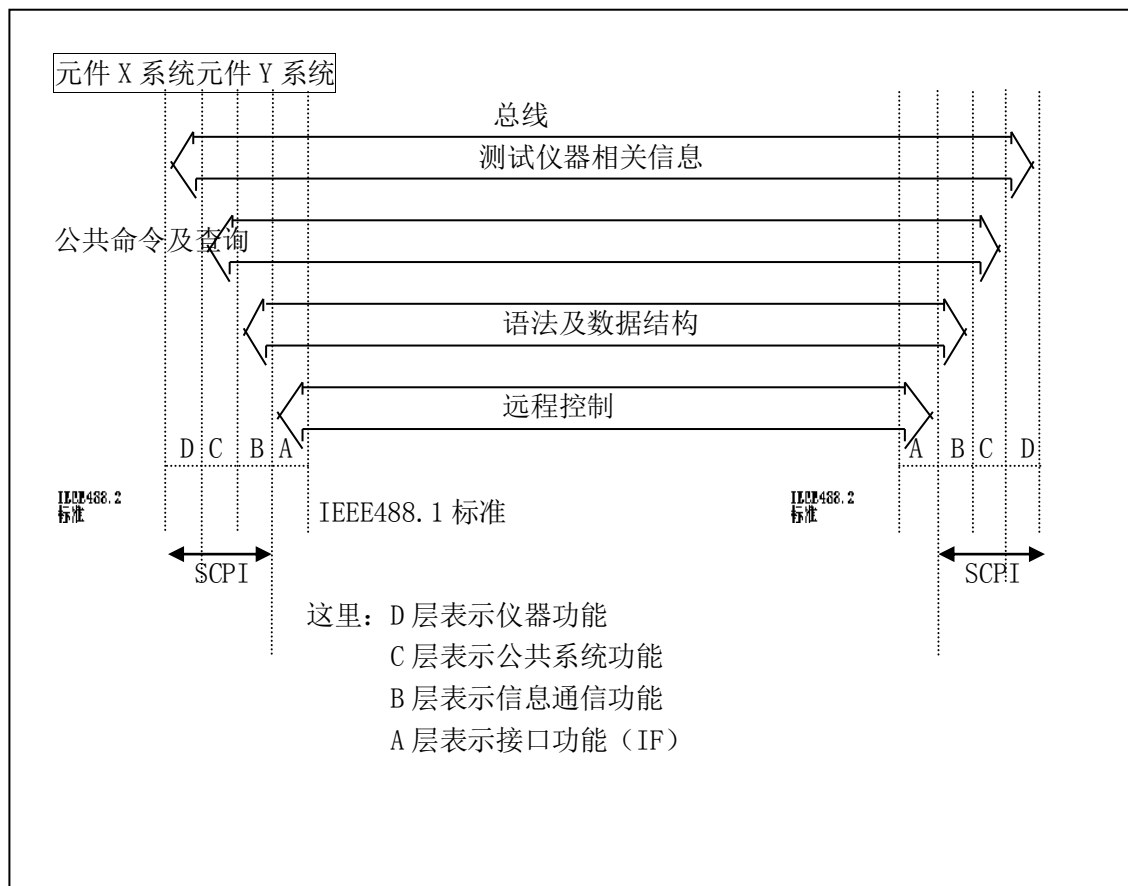 元件 X 系统元件 Y 系统
总线
测试仪器相关信息
公共命令及查询
语法及数据结构
远程控制
D C B A
A B C D
IEEE488.2
标准
IEEE488.1 标准
IEEE488.2
标准
SCPI
SCPI
这里：D 层表示仪器功能
C 层表示公共系统功能
B 层表示信息通信功能
A 层表示接口功能（IF）